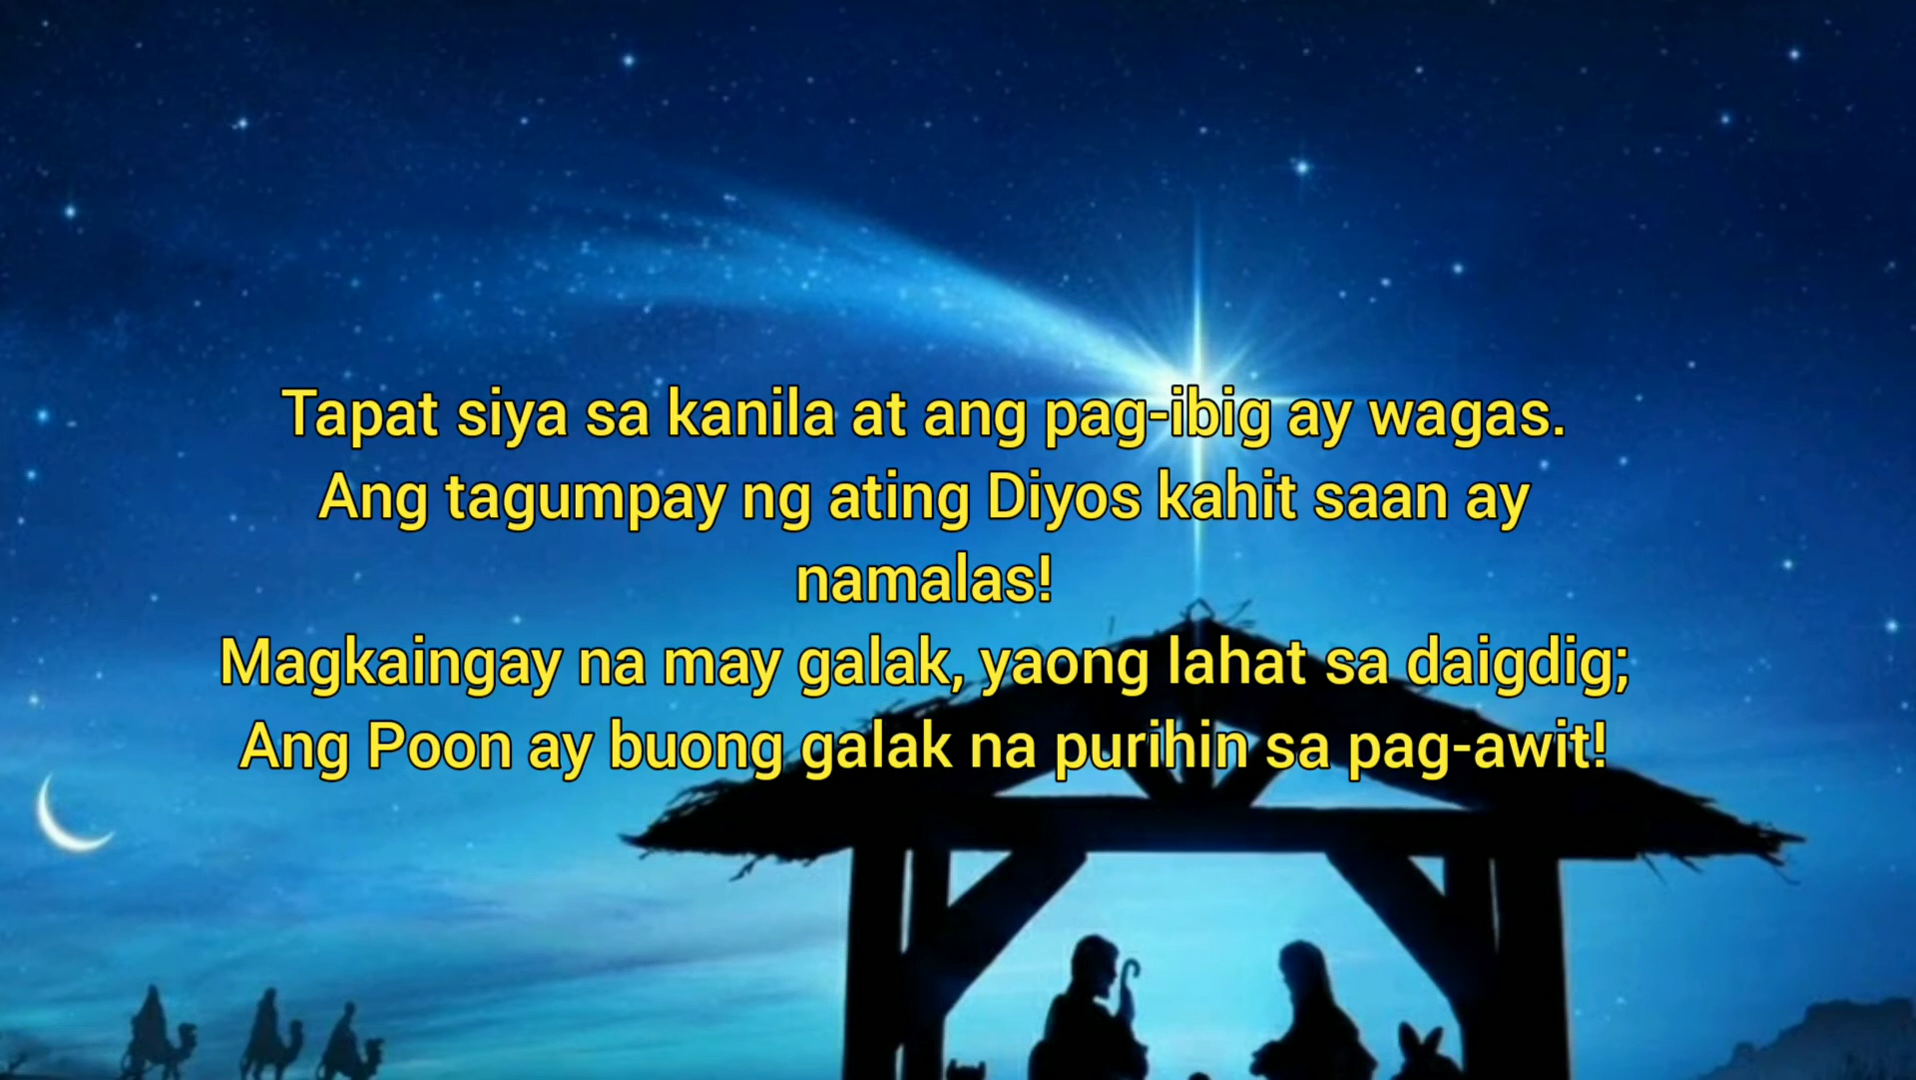 Tapat siya sa kanila at ang pag-ibig ay wagas.
Ang tagumpay ng ating Diyos kahit saan ay
namalas!
Magkaingay na may galak, yaong lahat sa daigdig;
Ang Poon ay buong galak na purihin sa pag-awit!